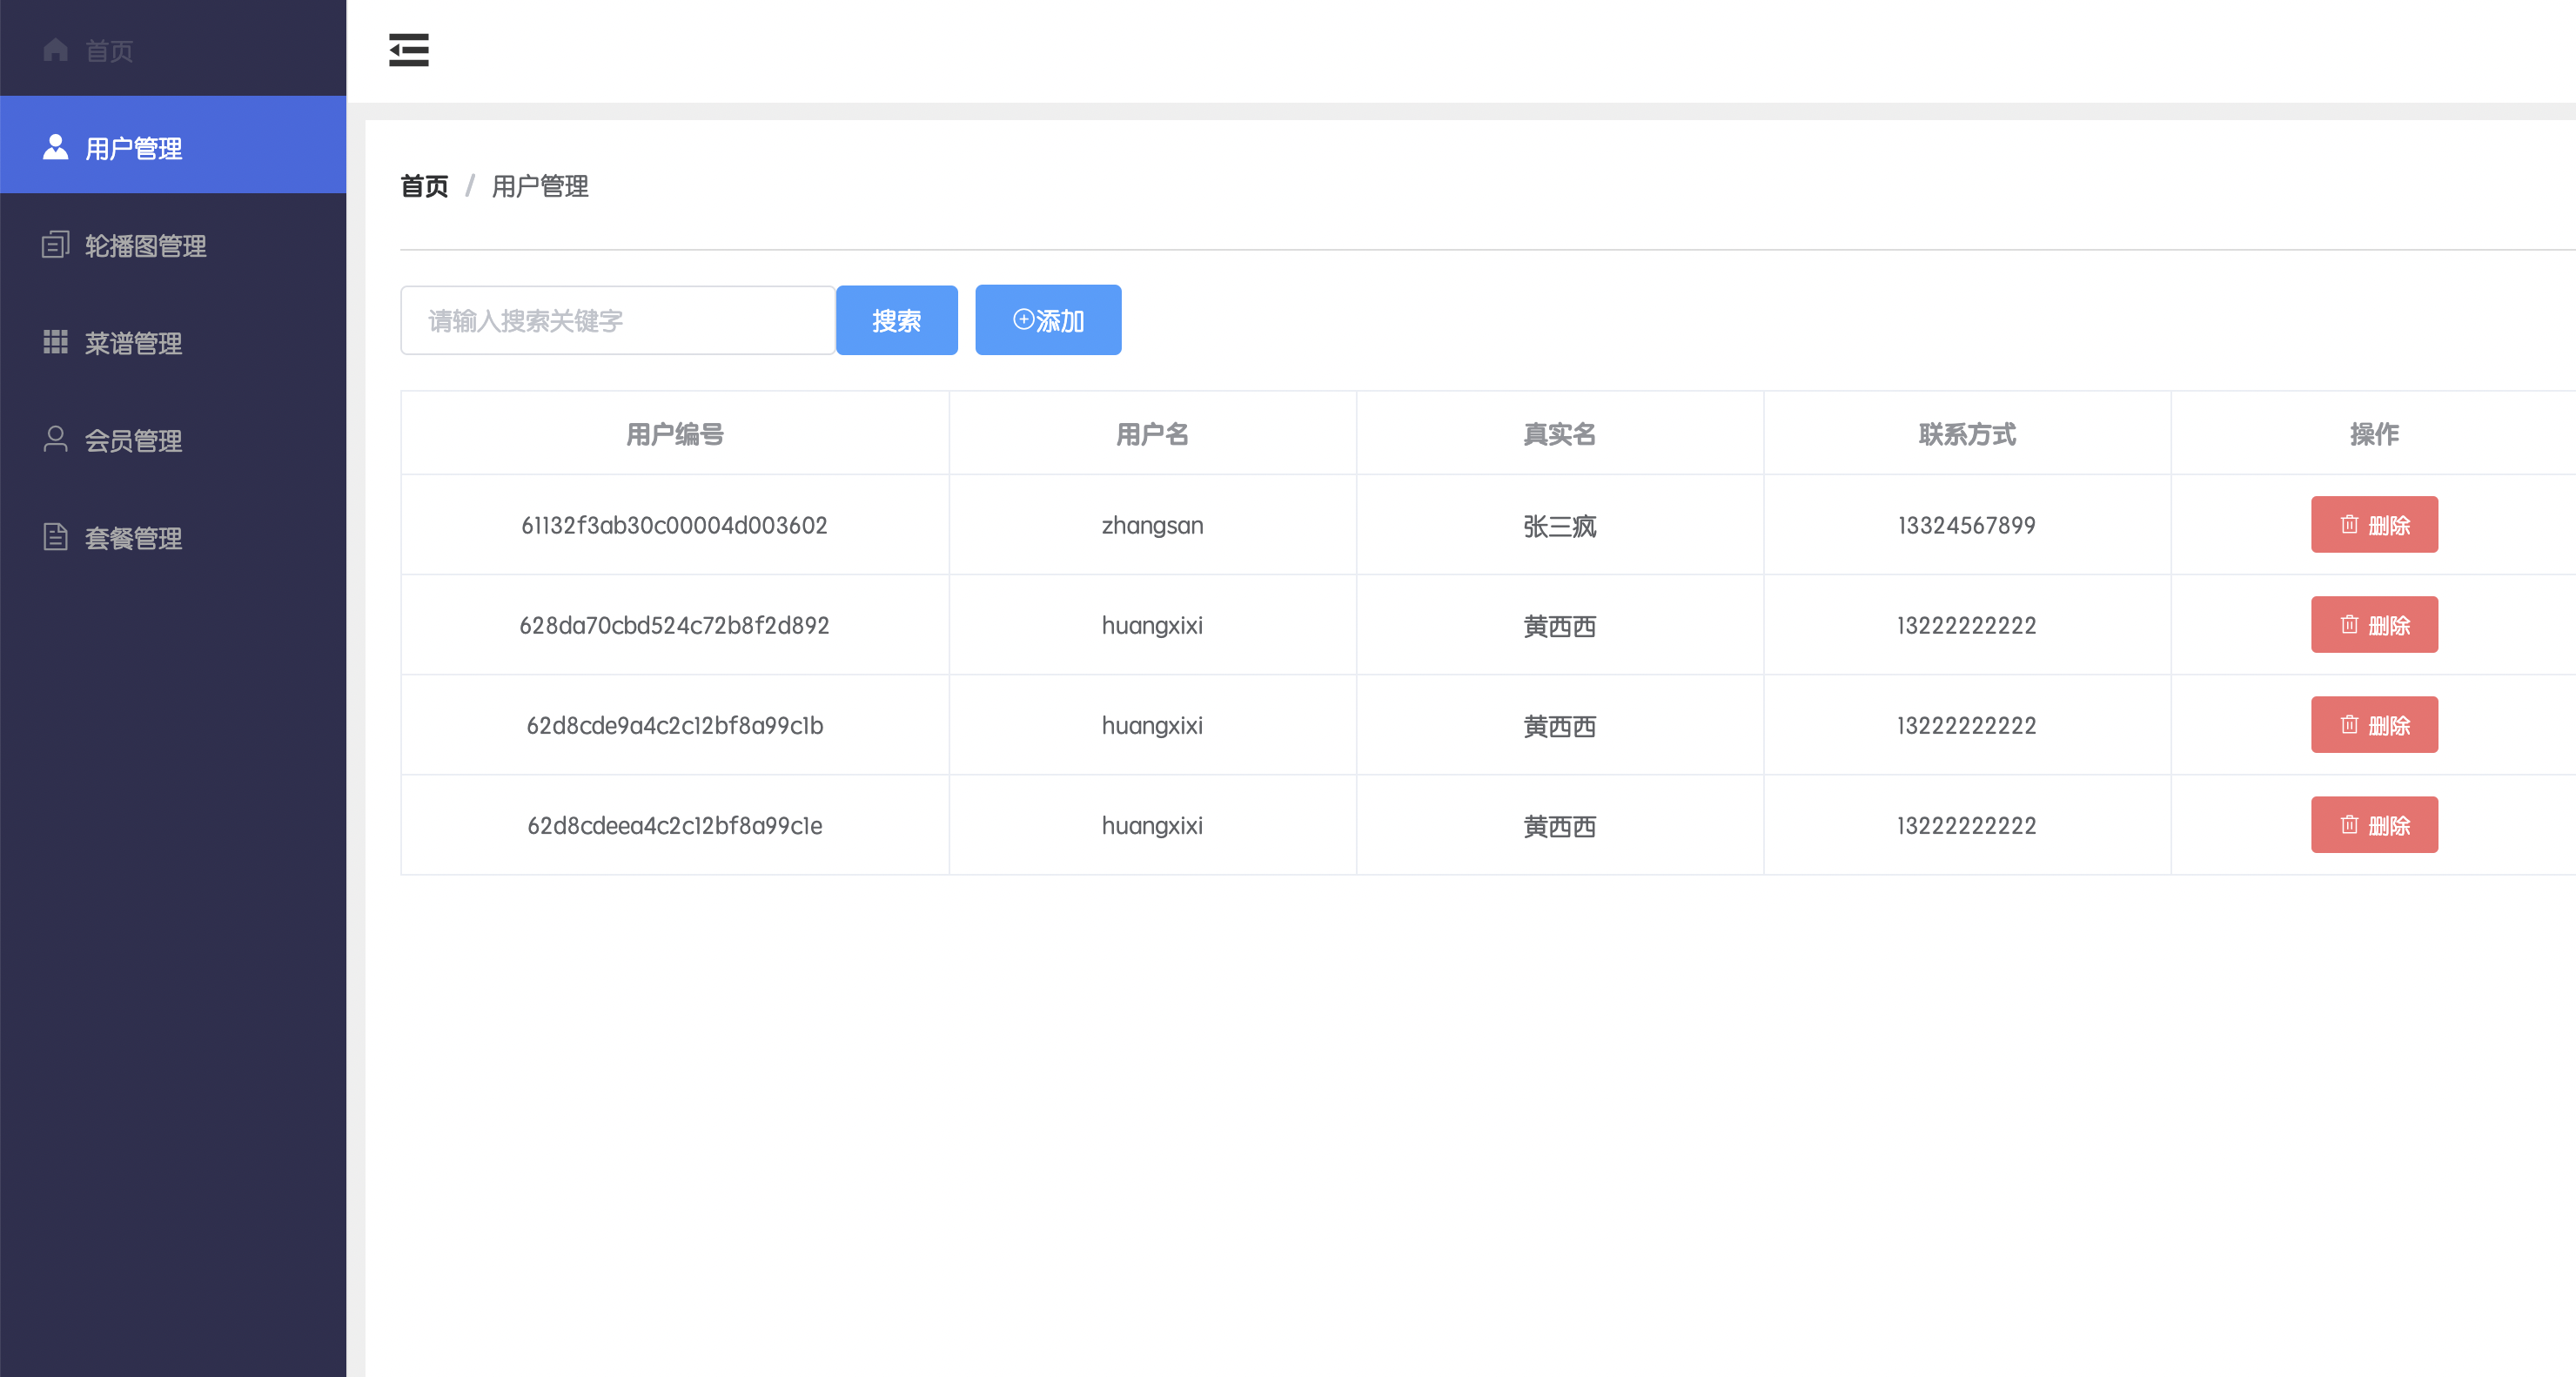 首页
用户管理
轮播图管理
菜谱管理
会员管理
套餐管理
首页 / 用户管理
请输入搜索关键字 搜索 添加
用户编号 用户名 真实名 联系方式 操作
61132f3ab30c00004d003602 zhangsan 张三疯 13324567899 删除
628da70cbd524c72b8f2d892 huangxixi 黄西西 13222222222 删除
62d8cde9a4c2c12bf8a99c1b huangxixi 黄西西 13222222222 删除
62d8cdeea4c2c12bf8a99c1e huangxixi 黄西西 13222222222 删除